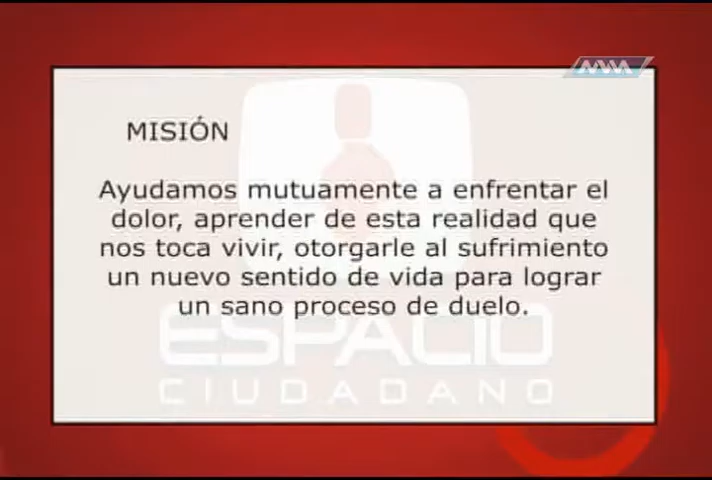 MISIÓN
Ayudamos mutuamente a enfrentar el
dolor, aprender de esta realidad que
nos toca vivir, otorgarle al sufrimiento
un nuevo sentido de vida para lograr
un sano proceso de duelo.
ESPACIO
CIUDADANO